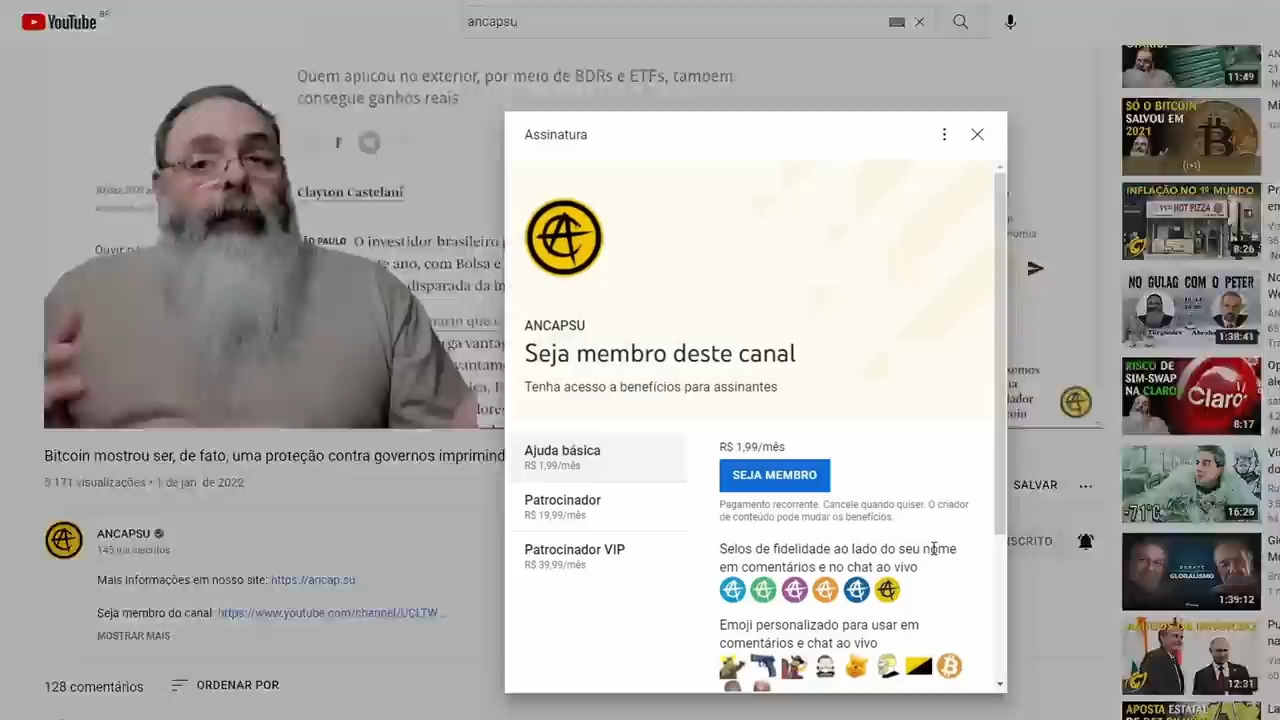 YouTube BR
ancapsu
Quem aplicou no exterior, por meio de BDRs e ETFs, também
consegue ganhos reais
Clayton Castelani
O investidor brasileiro
e ano, com Bolsa e
disparada da in
Assinatura
ANCAPSU
Seja membro deste canal
Tenha acesso a benefícios para assinantes
Ajuda básica
R$ 1,99/mês
Patrocinador
R$ 19,99/mês
Patrocinador VIP
R$ 39,99/mês
R$ 1,99/mês
SEJA MEMBRO
Pagamento recorrente. Cancele quando quiser. O criador
de conteúdo pode mudar os benefícios.
Selos de fidelidade ao lado do seu nome
em comentários e no chat ao vivo
Emoji personalizado para usar em
comentários e chat ao vivo
Bitcoin mostrou ser, de fato, uma proteção contra governos imprimind
8 171 visualizações • 1 de jan. de 2022
SALVAR
ANCAPSU
Mais informações em nosso site: https://ancap.su
Seja membro do canal https://www.youtube.com/channel/UCLTW...
MOSTRAR MAIS
128 comentários
ORDENAR POR
11:49
SÓ O BITCOIN
SALVOU EM
2021
INFLAÇÃO NO 1º MUNDO
HOT PIZZA
8:26
NO GULAG COM O PETER
1:38:41
RISCO DE
SIM-SWAP
NA CLARO
Claro
8:17
-71°C
16:26
DEBATE
GLOBALISMO
1:39:12
12:31
APOSTA ESTATAL